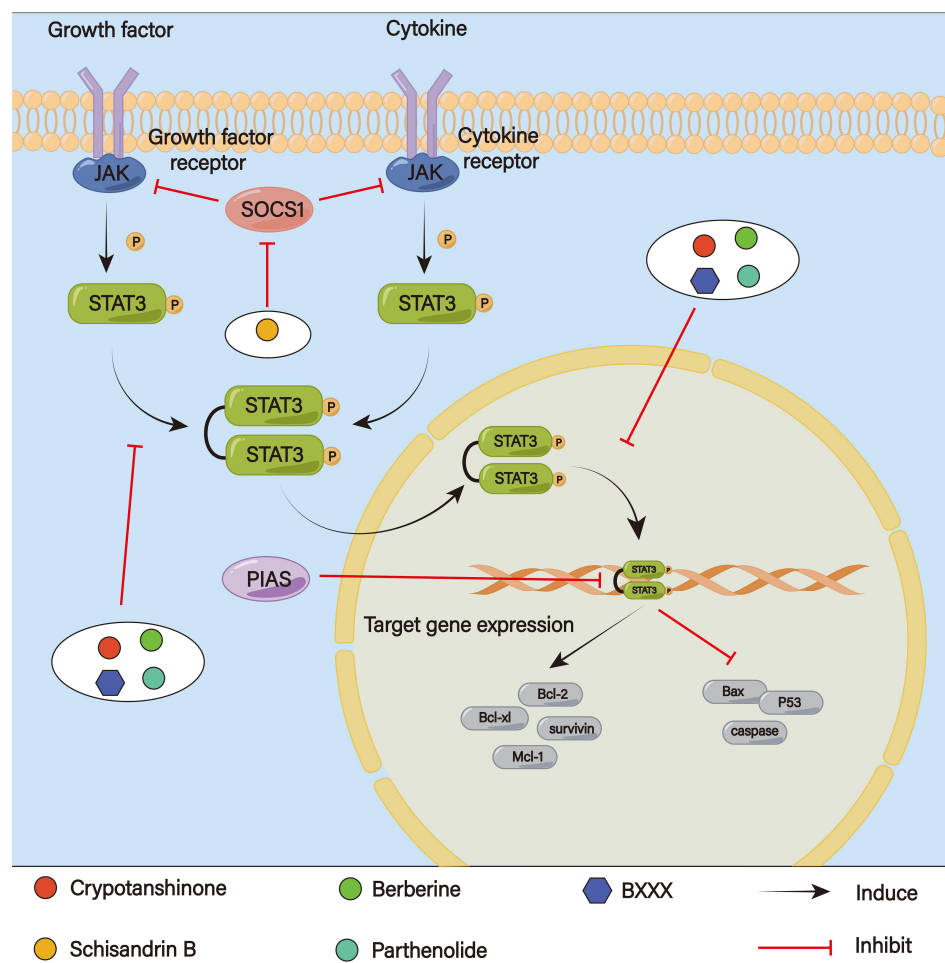 Growth factor
Cytokine
Growth factor
receptor
Cytokine
receptor
JAK
JAK
SOCS1
P
P
STAT3
P
STAT3
P
STAT3
P
STAT3
P
STAT3
P
STAT3
P
PIAS
STAT3
P
STAT3
P
Target gene expression
Bcl-2
Bcl-xl
survivin
Mcl-1
Bax
P53
caspase
Crypotanshinone
Berberine
BXXX
Induce
Schisandrin B
Parthenolide
Inhibit